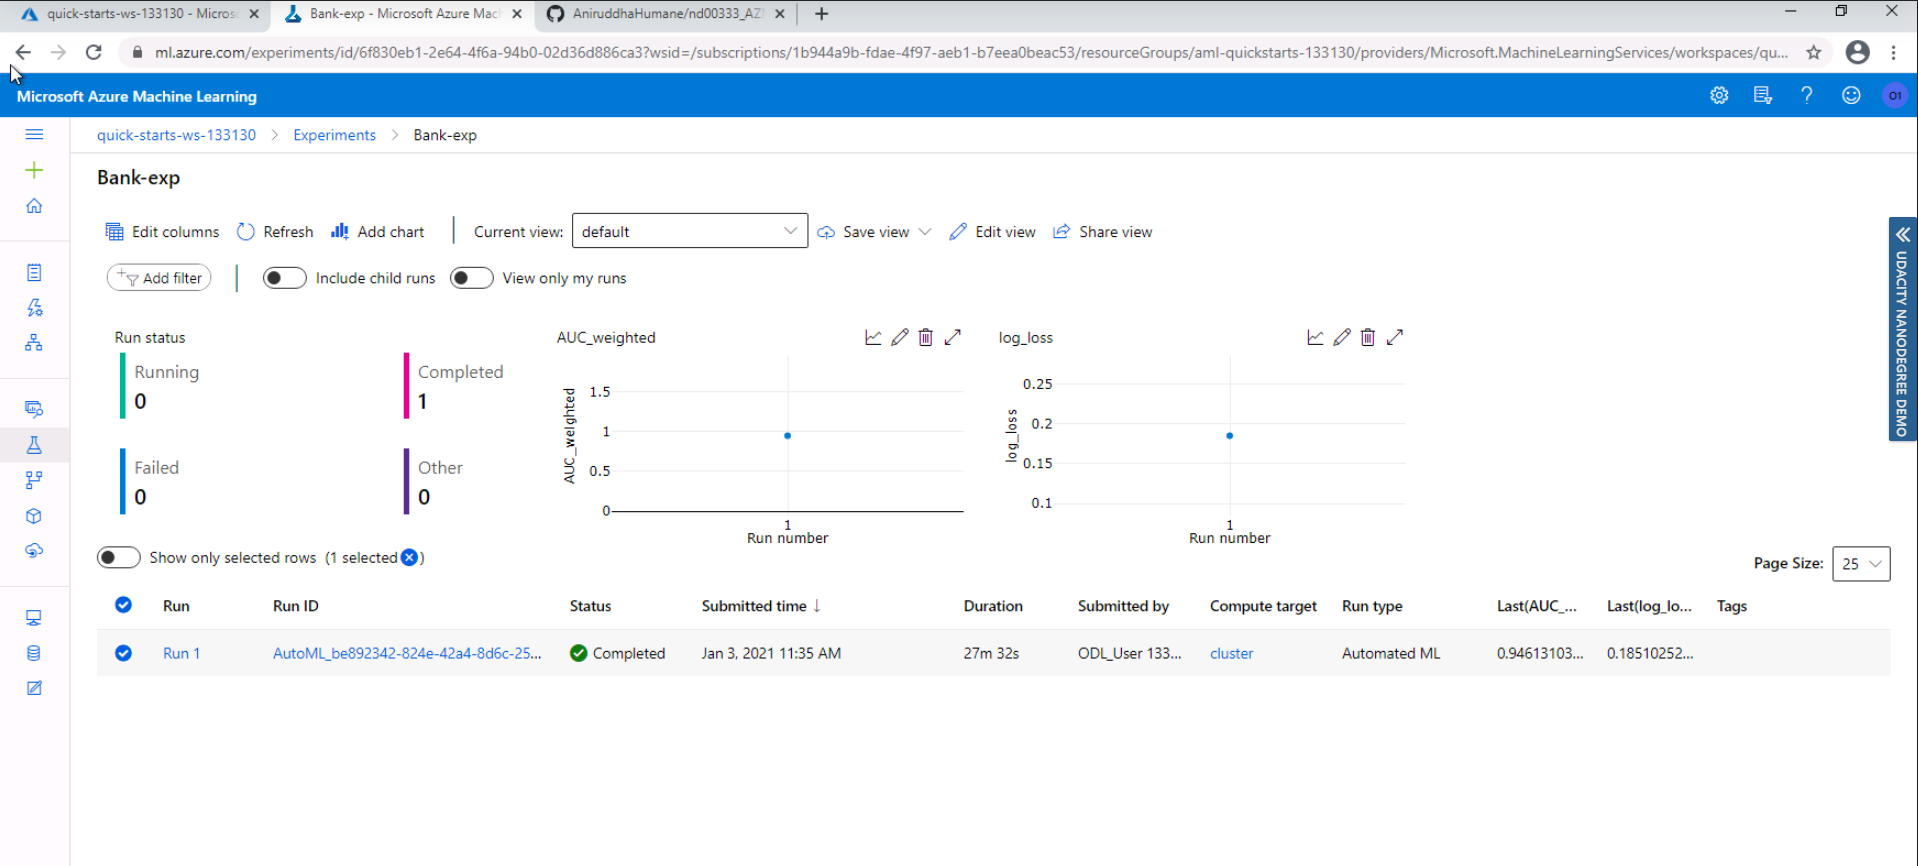 quick-starts-ws-133130 - Micros
Bank-exp - Microsoft Azure Mac
AniruddhaHumane/nd00333_AZ
ml.azure.com/experiments/id/6f830eb1-2e64-4f6a-94b0-02d36d886ca3?wsid=/subscriptions/1b944a9b-fdae-4f97-aeb1-b7eea0beac53/resourceGroups/aml-quickstarts-133130/providers/Microsoft.MachineLearningServices/workspaces/qu...
Microsoft Azure Machine Learning
O1
quick-starts-ws-133130 > Experiments > Bank-exp
Bank-exp
Edit columns Refresh Add chart Current view: default Save view Edit view Share view
Add filter Include child runs View only my runs
UDACITY NANODEGREE DEMO
Run status
Running
0
Completed
1
Failed
0
Other
0
AUC_weighted
AUC_weighted
1.5
1
0.5
0
1
Run number
log_loss
log_loss
0.25
0.2
0.15
0.1
1
Run number
Show only selected rows (1 selected )
Page Size: 25
Run Run ID Status Submitted time ↓ Duration Submitted by Compute target Run type Last(AUC_... Last(log_lo... Tags
Run 1 AutoML_be892342-824e-42a4-8d6c-25... Completed Jan 3, 2021 11:35 AM 27m 32s ODL_User 133... cluster Automated ML 0.94613103... 0.18510252...